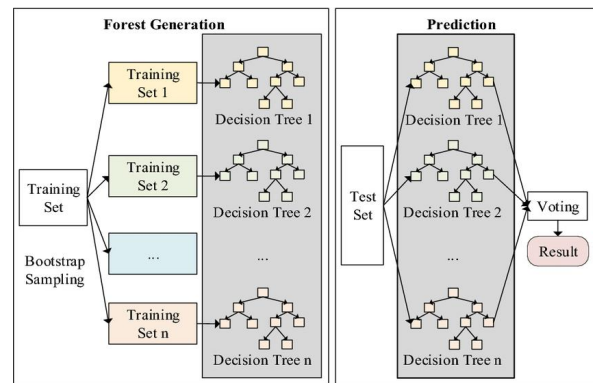 Forest Generation
Training
Set 1
Decision Tree 1
Training
Set 2
Decision Tree 2
Training
Set
Bootstrap
Sampling
...
...
Training
Set n
Decision Tree n
Prediction
Decision Tree 1
Test
Set
Decision Tree 2
...
Decision Tree n
Voting
Result